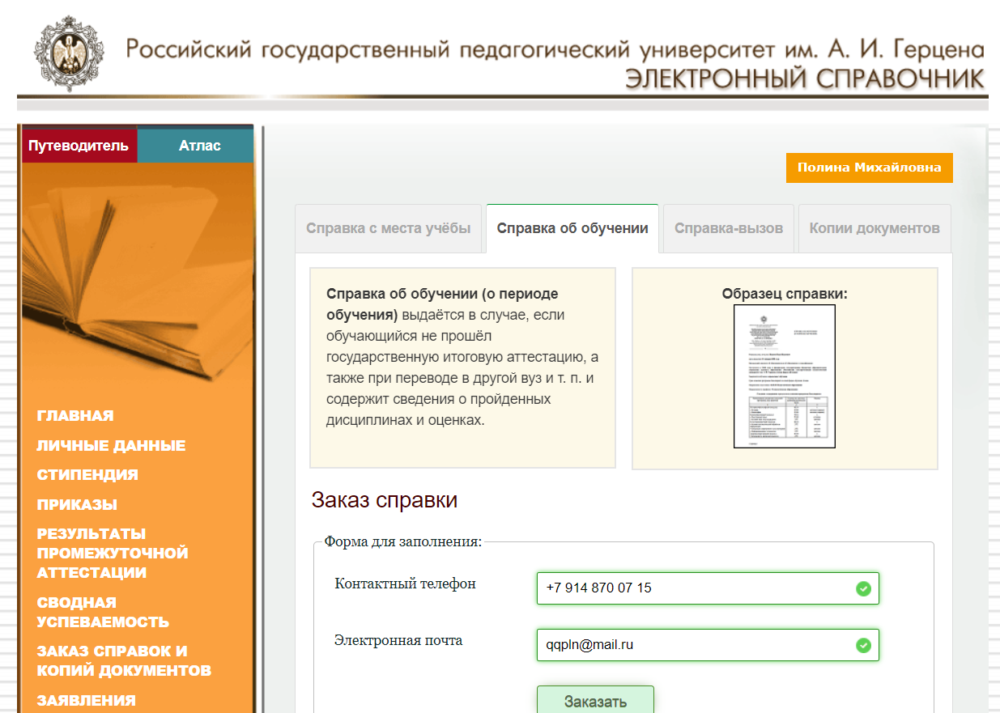 Российский государственный педагогический университет им. А. И. Герцена
ЭЛЕКТРОННЫЙ СПРАВОЧНИК
Путеводитель
Атлас
Полина Михайловна
ГЛАВНАЯ
ЛИЧНЫЕ ДАННЫЕ
СТИПЕНДИЯ
ПРИКАЗЫ
РЕЗУЛЬТАТЫ
ПРОМЕЖУТОЧНОЙ
АТТЕСТАЦИИ
СВОДНАЯ
УСПЕВАЕМОСТЬ
ЗАКАЗ СПРАВОК И
КОПИЙ ДОКУМЕНТОВ
ЗАЯВЛЕНИЯ
Справка с места учёбы
Справка об обучении
Справка-вызов
Копии документов
Справка об обучении (о периоде
обучения) выдаётся в случае, если
обучающийся не прошёл
государственную итоговую аттестацию, а
также при переводе в другой вуз и т. п. и
содержит сведения о пройденных
дисциплинах и оценках.
Образец справки:
Заказ справки
Форма для заполнения:
Контактный телефон
+7 914 870 07 15
Электронная почта
qqpln@mail.ru
Заказать